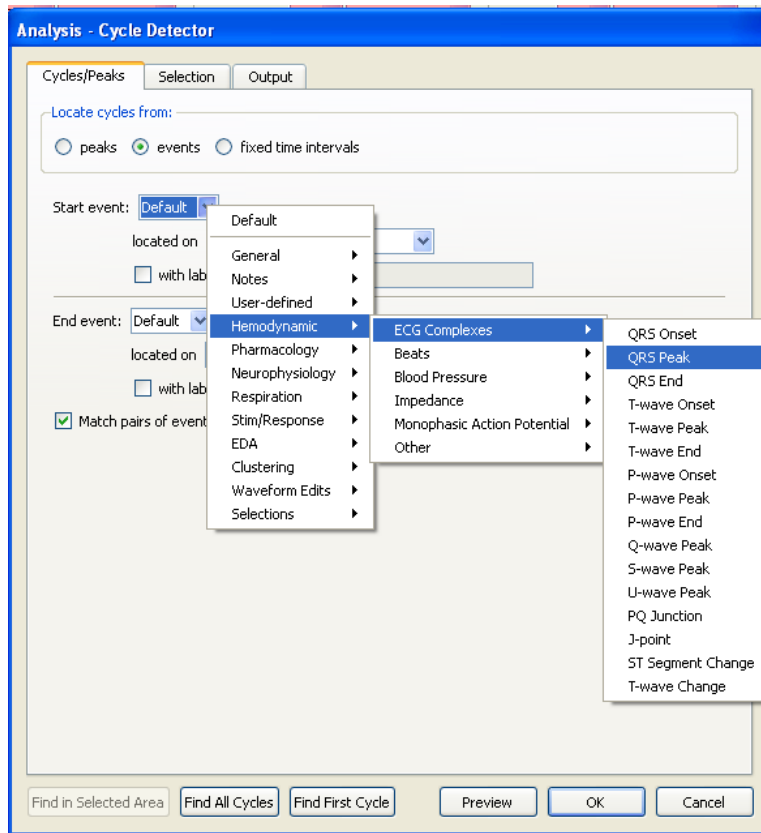 Analysis - Cycle Detector
Cycles/Peaks Selection Output
Locate cycles from:
peaks events fixed time intervals
Start event: Default
located on
with lab
End event: Default
located on
with lab
Match pairs of event
Default
General
Notes
User-defined
Hemodynamic
Pharmacology
Neurophysiology
Respiration
Stim/Response
EDA
Clustering
Waveform Edits
Selections
ECG Complexes
Beats
Blood Pressure
Impedance
Monophasic Action Potential
Other
QRS Onset
QRS Peak
QRS End
T-wave Onset
T-wave Peak
T-wave End
P-wave Onset
P-wave Peak
P-wave End
Q-wave Peak
S-wave Peak
U-wave Peak
PQ Junction
J-point
ST Segment Change
T-wave Change
Find in Selected Area Find All Cycles Find First Cycle Preview OK Cancel